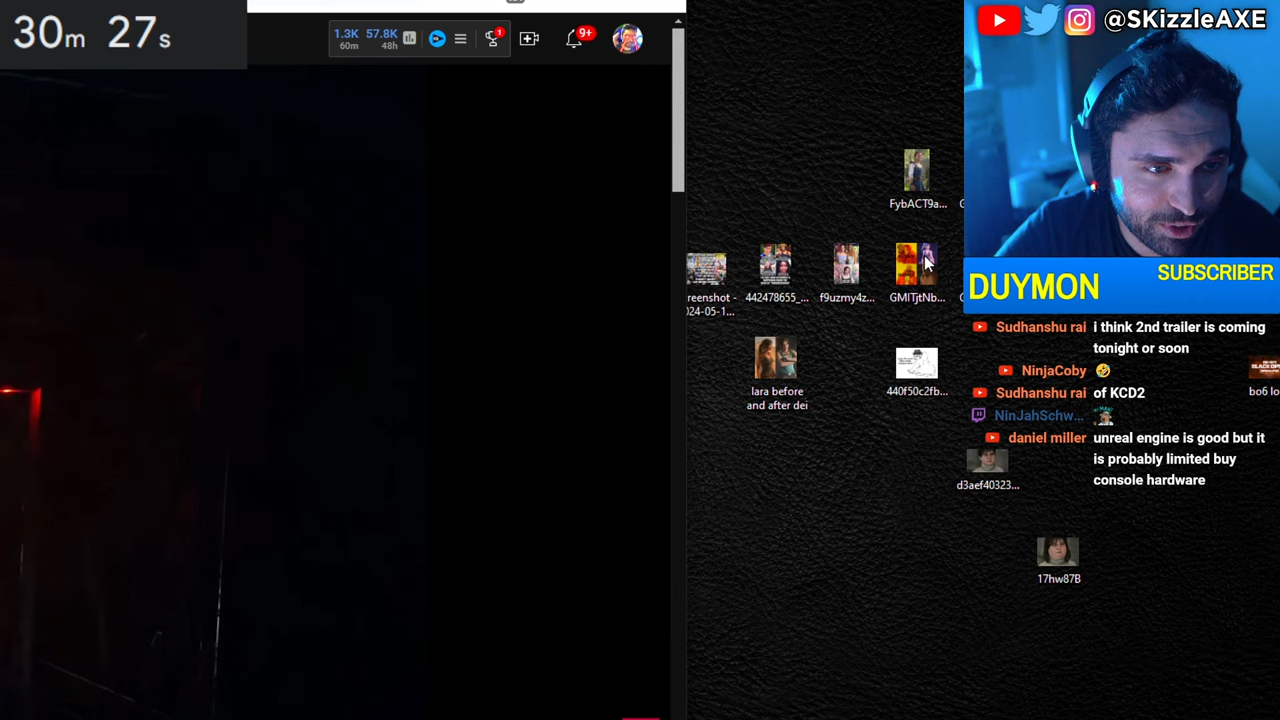 30m 27s
1.3K 57.8K
60m 48h
1
9+
@SKizzleAXE
DUYMON
SUBSCRIBER
Sudhanshu rai i think 2nd trailer is coming
tonight or soon
NinjaCoby
Sudhanshu rai of KCD2
NinJahSchw...
daniel miller unreal engine is good but it
is probably limited buy
console hardware
FybACT9a...
reenshot -
024-05-1...
442478655_...
f9uzmy4z...
GMITjtNb...
lara before
and after dei
440f50c2fb...
bo6 lo
d3aef40323...
17hw87B